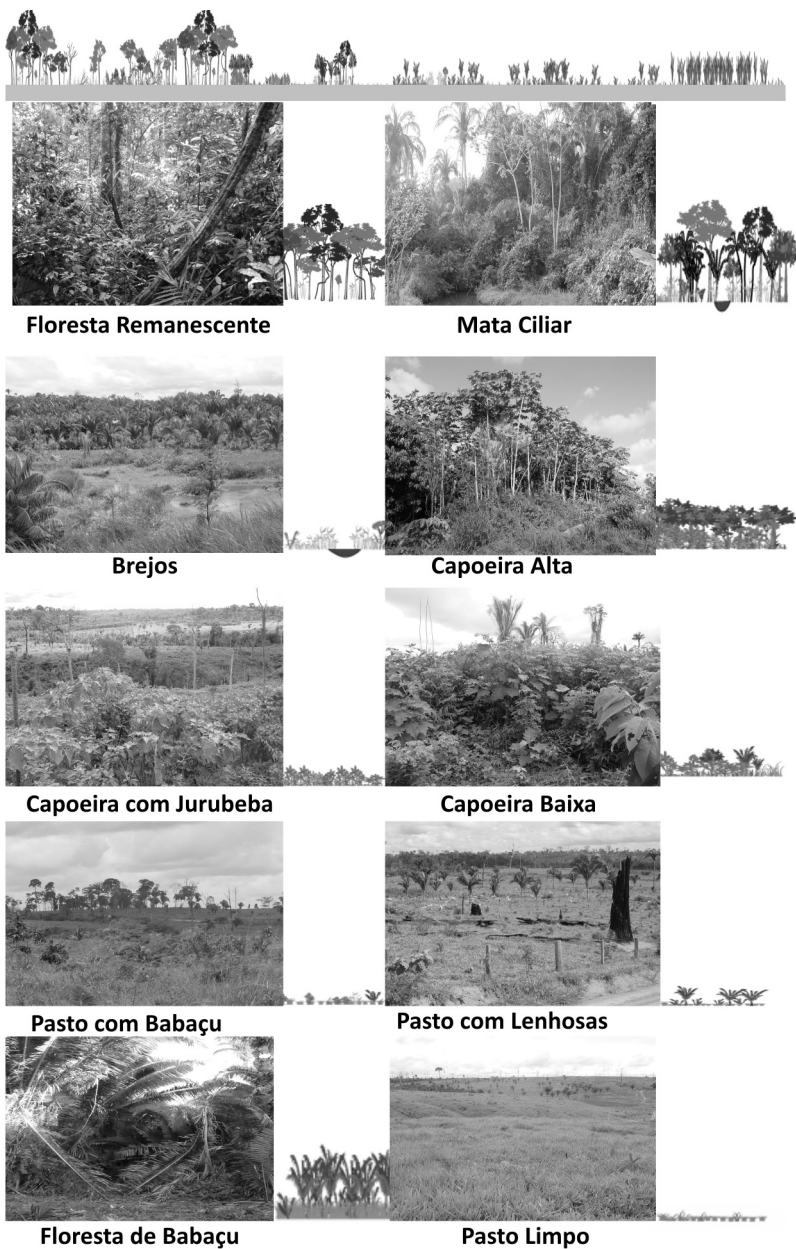 Floresta Remanescente
Mata Ciliar
Brejos
Capoeira Alta
Capoeira com Jurubeba
Capoeira Baixa
Pasto com Babaçu
Pasto com Lenhosas
Floresta de Babaçu
Pasto Limpo